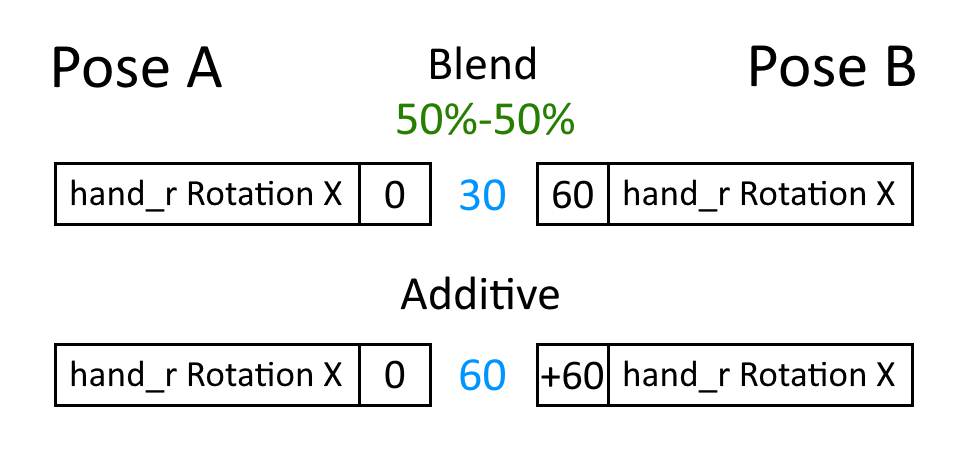 Pose A Blend Pose B
50%-50%
hand_r Rotation X 0 30 60 hand_r Rotation X
Additive
hand_r Rotation X 0 60 +60 hand_r Rotation X